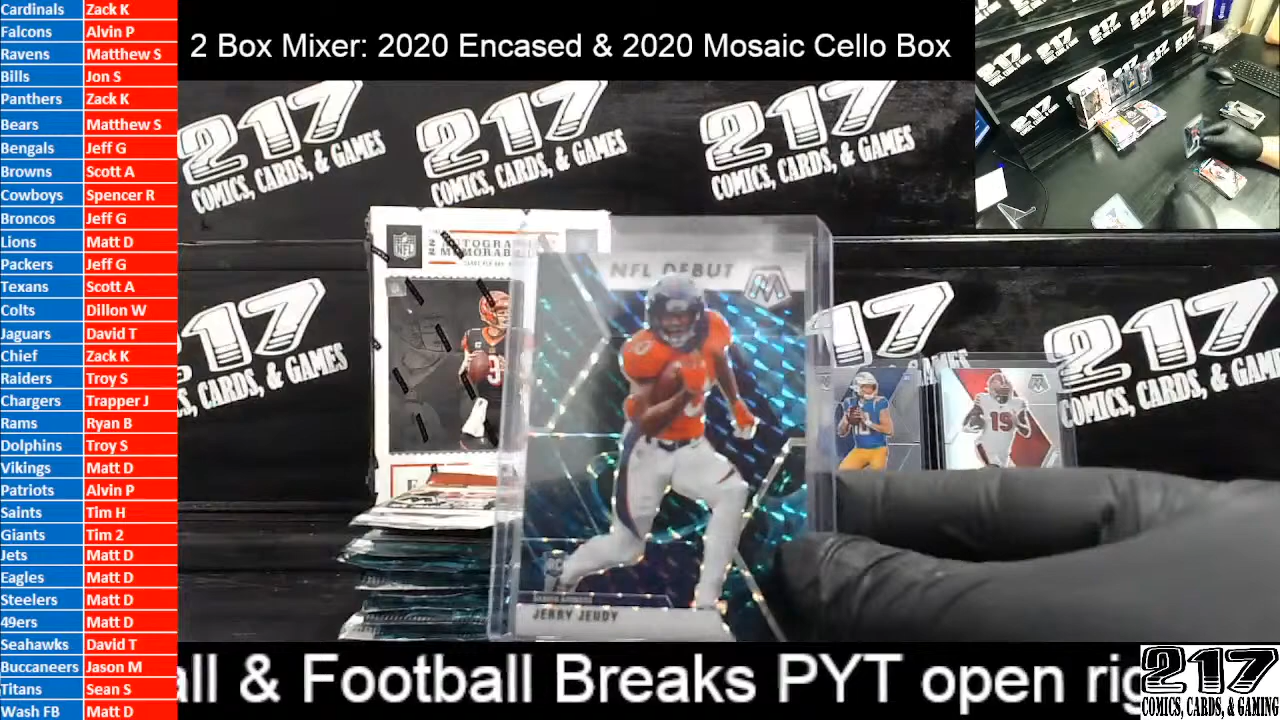 Cardinals Zack K
Falcons Alvin P
Ravens Matthew S
Bills Jon S
Panthers Zack K
Bears Matthew S
Bengals Jeff G
Browns Scott A
Cowboys Spencer R
Broncos Jeff G
Lions Matt D
Packers Jeff G
Texans Scott A
Colts Dillon W
Jaguars David T
Chief Zack K
Raiders Troy S
Chargers Trapper J
Rams Ryan B
Dolphins Troy S
Vikings Matt D
Patriots Alvin P
Saints Tim H
Giants Tim 2
Jets Matt D
Eagles Matt D
Steelers Matt D
49ers Matt D
Seahawks David T
Buccaneers Jason M
Titans Sean S
Wash FB Matt D
2 Box Mixer: 2020 Encased & 2020 Mosaic Cello Box
217
COMICS, CARDS, & GAMES
217
COMICS, CARDS, & GAMES
217
COMICS, CARDS, & GAMES
217
CARDS, & GAMES
217
COMICS, CARDS, & GAMES
NFL
NFL DEBUT
JERRY JEUDY
all & Football Breaks PYT open rig
217
COMICS, CARDS, & GAMING